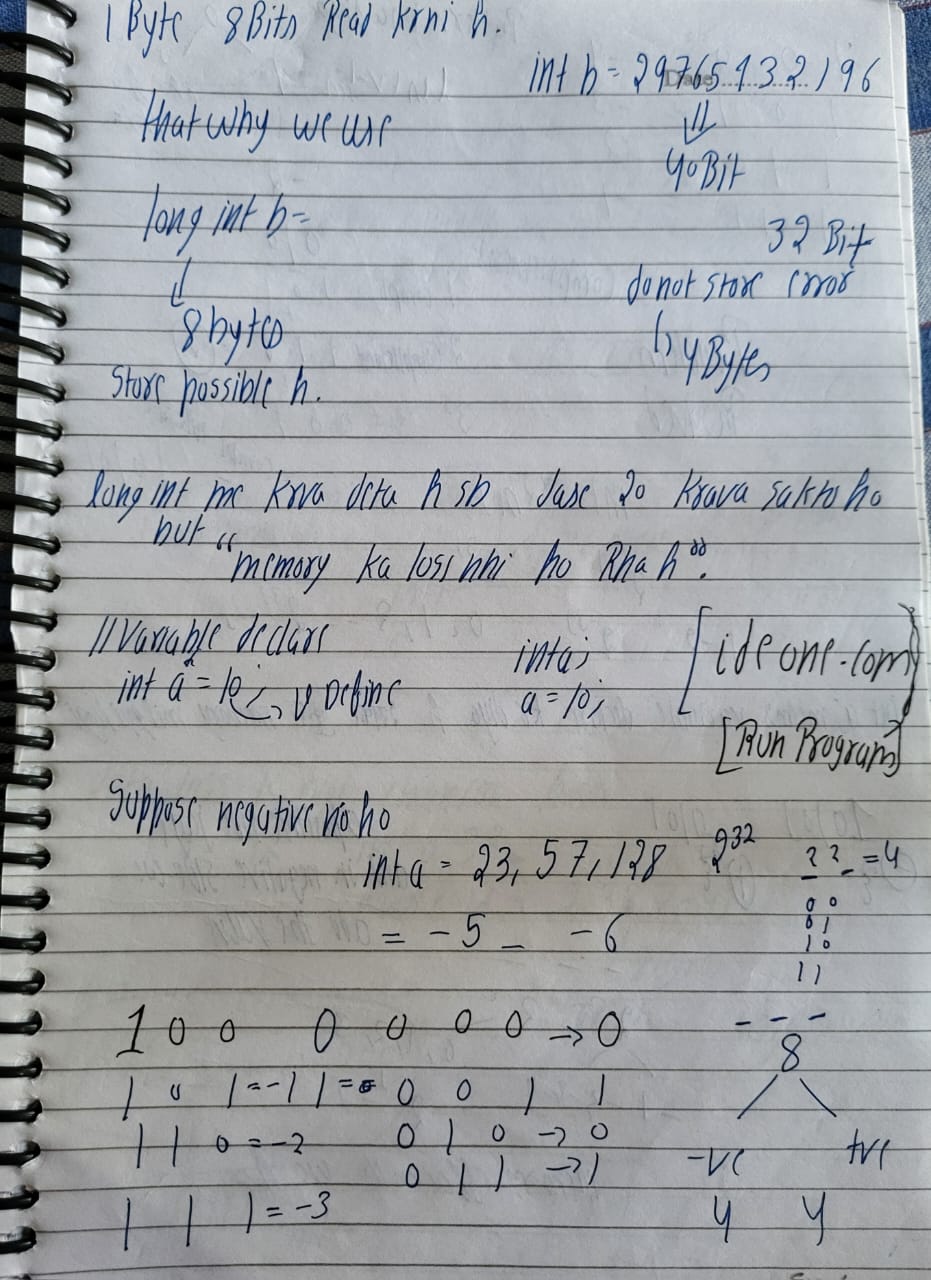 1 Byte 8 Bits Read krni h.
int b = 29765132196
that why we use
⇓
40 Bit
long int b =
32 Bit
↓
do not store error
8 bytes
↳ 4 Bytes
Store possible h.
long int me krva deta h sb Jase 20 Krava sakto ho
but "memory ka loss nhi ho Rha h".
//Variable declare
int a = 10; → Define
int a;
a = 10;
[ideone.com]
[Run Program]
Suppose negative no ho
int a = 23,57,128
2^32
2 2 = 4
= -5 _ -6
0 0
0 1
1 0
1 1
1 0 0 0 0 0 0 → 0
_ _ _
8
1 0 1 = -1 1 = 0 0 1 1
1 1 0 = -2 0 1 0 → 0
-ve +ve
0 1 1 → 1
1 1 1 = -3
4 4